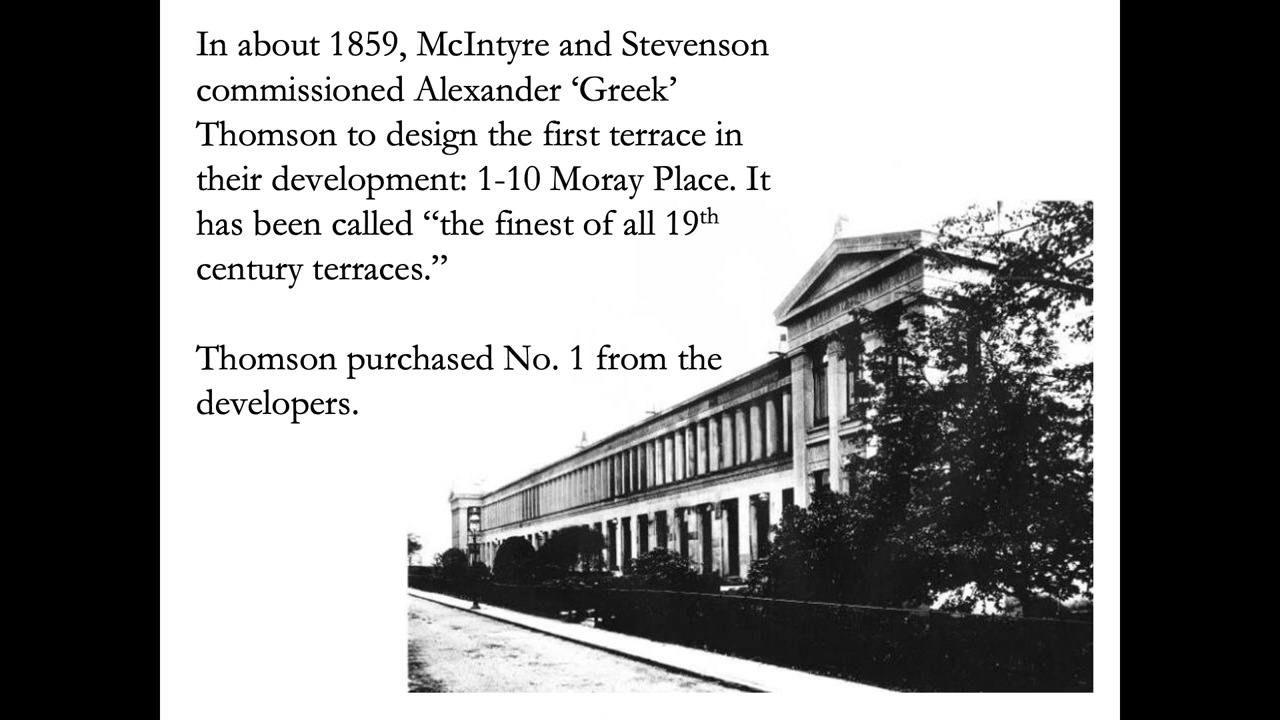 In about 1859, McIntyre and Stevenson
commissioned Alexander ‘Greek’
Thomson to design the first terrace in
their development: 1-10 Moray Place. It
has been called “the finest of all 19th
century terraces.”
Thomson purchased No. 1 from the
developers.